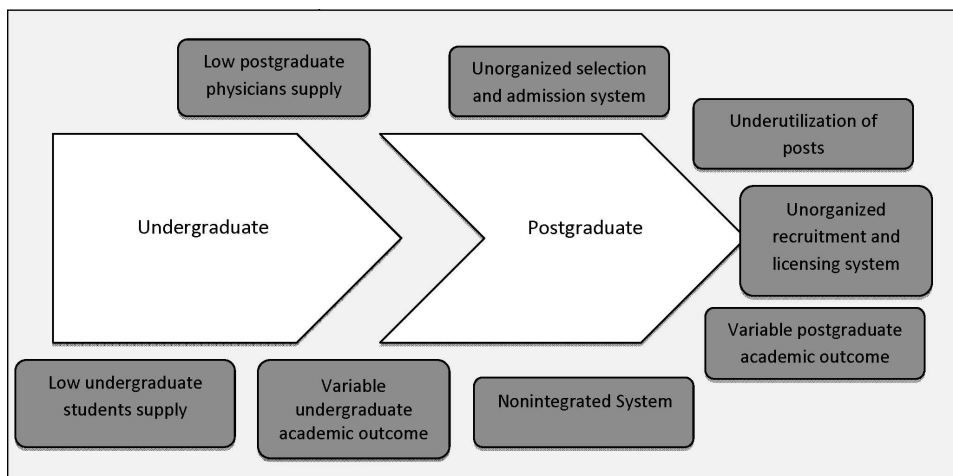 Low postgraduate
physicians supply
Unorganized selection
and admission system
Underutilization of
posts
Undergraduate
Postgraduate
Unorganized
recruitment and
licensing system
Variable postgraduate
academic outcome
Low undergraduate
students supply
Variable
undergraduate
academic outcome
Nonintegrated System